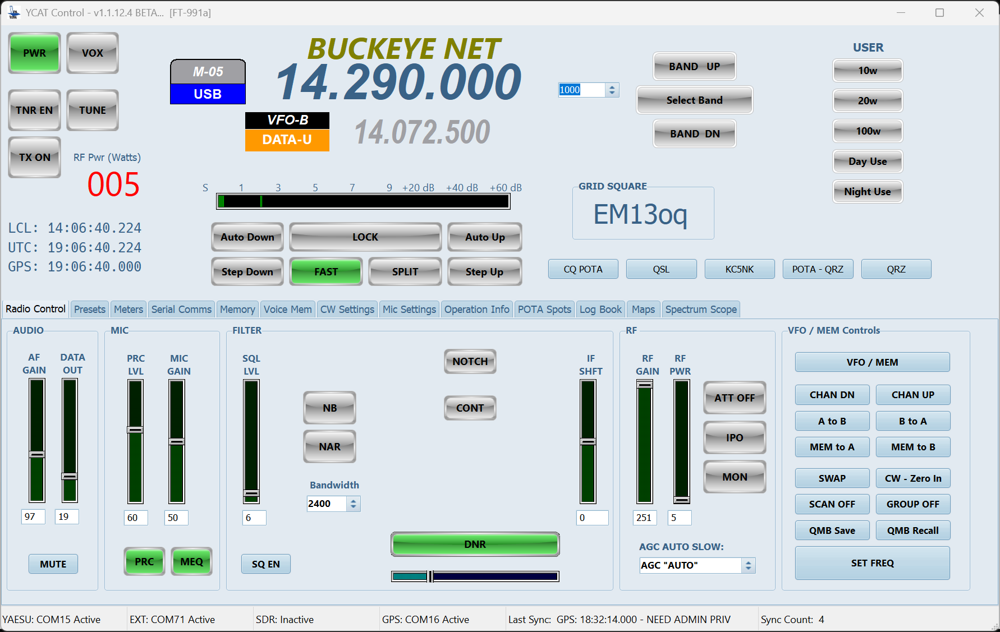 YCAT Control - v1.1.12.4 BETA... [FT-991a]
PWR
VOX
TNR EN
TUNE
TX ON
RF Pwr (Watts)
005
LCL: 14:06:40.224
UTC: 19:06:40.224
GPS: 19:06:40.000
BUCKEYE NET
M-05
USB
14.290.000
VFO-B
DATA-U
14.072.500
1000
BAND UP
Select Band
BAND DN
USER
10w
20w
100w
Day Use
Night Use
S 1 3 5 7 9 +20 dB +40 dB +60 dB
GRID SQUARE
EM13oq
Auto Down
LOCK
Auto Up
Step Down
FAST
SPLIT
Step Up
CQ POTA
QSL
KC5NK
POTA - QRZ
QRZ
Radio Control
Presets
Meters
Serial Comms
Memory
Voice Mem
CW Settings
Mic Settings
Operation Info
POTA Spots
Log Book
Maps
Spectrum Scope
AUDIO
AF
GAIN
DATA
OUT
97
19
MUTE
MIC
PRC
LVL
MIC
GAIN
60
50
PRC
MEQ
FILTER
SQL
LVL
6
SQ EN
NB
NAR
Bandwidth
2400
NOTCH
CONT
DNR
IF
SHFT
0
RF
RF
GAIN
RF
PWR
251
5
ATT OFF
IPO
MON
AGC AUTO SLOW:
AGC "AUTO"
VFO / MEM Controls
VFO / MEM
CHAN DN
CHAN UP
A to B
B to A
MEM to A
MEM to B
SWAP
CW - Zero In
SCAN OFF
GROUP OFF
QMB Save
QMB Recall
SET FREQ
YAESU: COM15 Active
EXT: COM71 Active
SDR: Inactive
GPS: COM16 Active
Last Sync: GPS: 18:32:14.000 - NEED ADMIN PRIV
Sync Count: 4